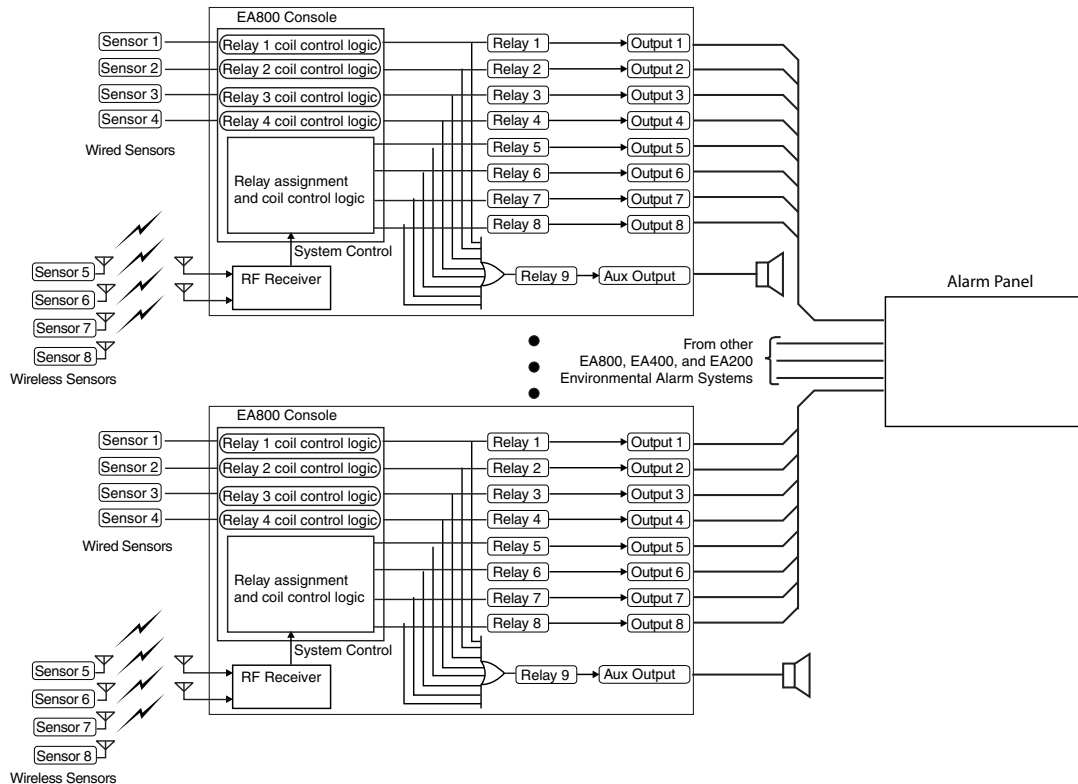 EA800 Console
Sensor 1
Relay 1 coil control logic
Relay 1
Output 1
Sensor 2
Relay 2 coil control logic
Relay 2
Output 2
Sensor 3
Relay 3 coil control logic
Relay 3
Output 3
Sensor 4
Relay 4 coil control logic
Relay 4
Output 4
Wired Sensors
Relay 5
Output 5
Relay assignment
and coil control logic
Relay 6
Output 6
Relay 7
Output 7
Relay 8
Output 8
System Control
Sensor 5
RF Receiver
Relay 9
Aux Output
Sensor 6
Sensor 7
Sensor 8
Wireless Sensors
Alarm Panel
From other
EA800, EA400, and EA200
Environmental Alarm Systems
EA800 Console
Sensor 1
Relay 1 coil control logic
Relay 1
Output 1
Sensor 2
Relay 2 coil control logic
Relay 2
Output 2
Sensor 3
Relay 3 coil control logic
Relay 3
Output 3
Sensor 4
Relay 4 coil control logic
Relay 4
Output 4
Wired Sensors
Relay 5
Output 5
Relay assignment
and coil control logic
Relay 6
Output 6
Relay 7
Output 7
Relay 8
Output 8
System Control
Sensor 5
RF Receiver
Relay 9
Aux Output
Sensor 6
Sensor 7
Sensor 8
Wireless Sensors